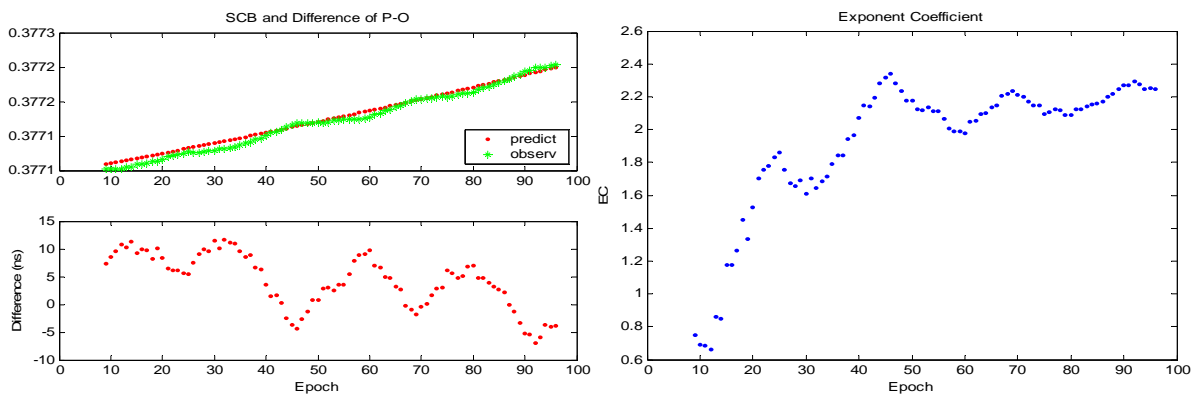 SCB and Difference of P-O
0.3773
0.3772
0.3772
0.3771
0.3771
predict
observ
0 10 20 30 40 50 60 70 80 90 100
15
10
5
0
-5
-10
Difference (ns)
0 10 20 30 40 50 60 70 80 90 100
Epoch
Exponent Coefficient
2.6
2.4
2.2
2
1.8
1.6
1.4
1.2
1
0.8
0.6
EC
0 10 20 30 40 50 60 70 80 90 100
Epoch